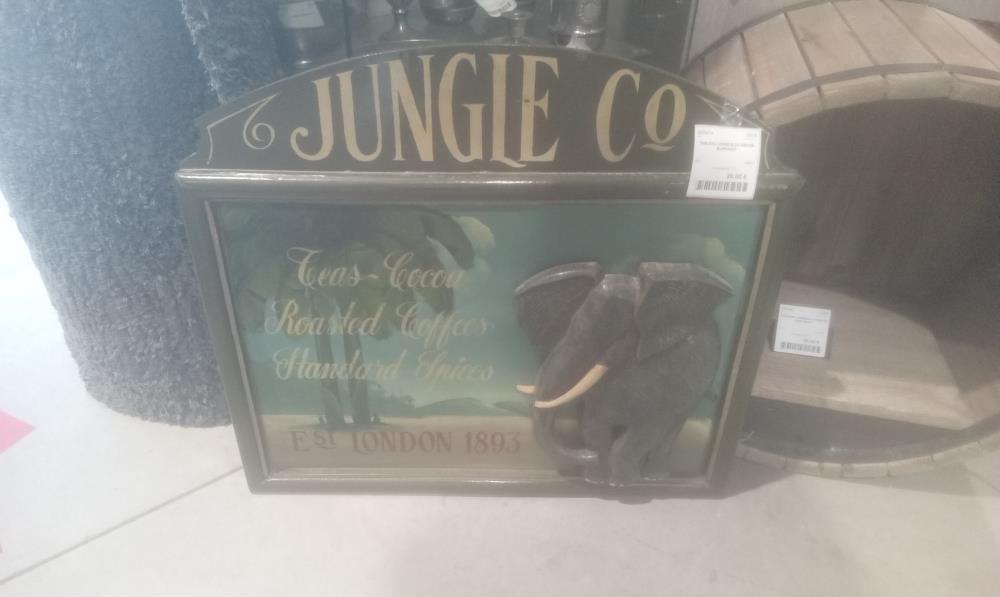 JUNGLE Co
Teas - Cocoa
Roasted Coffees
Standard Spices
EST LONDON 1893